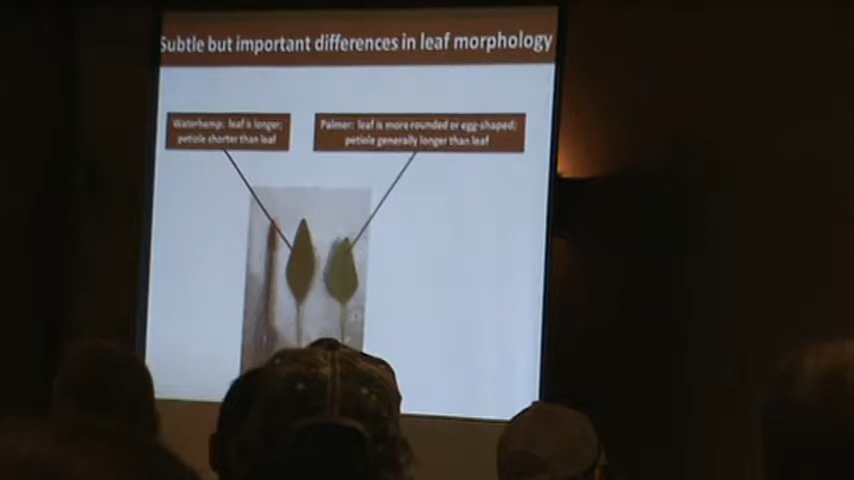 Subtle but important differences in leaf morphology
Waterhemp: leaf is longer;
petiole shorter than leaf
Palmer: leaf is more rounded or egg-shaped;
petiole generally longer than leaf